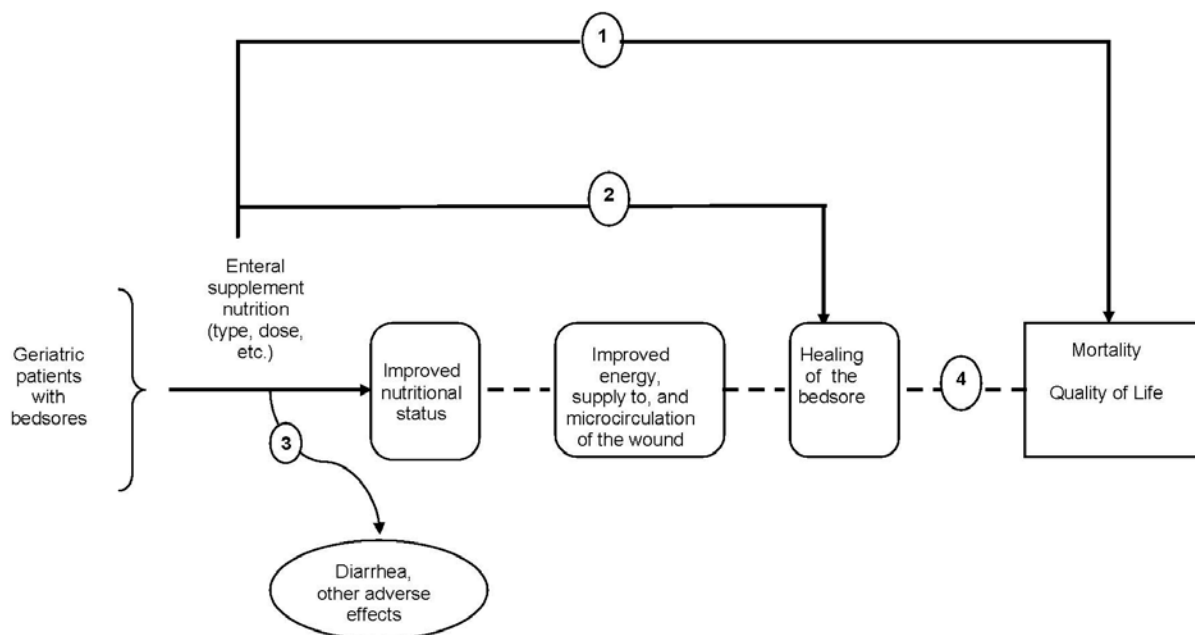 1
2
Enteral
supplement
nutrition
(type, dose,
etc.)
Geriatric
patients
with
bedsores
Improved
nutritional
status
Improved
energy,
supply to, and
microcirculation
of the wound
Healing
of the
bedsore
4
Mortality
Quality of Life
3
Diarrhea,
other adverse
effects